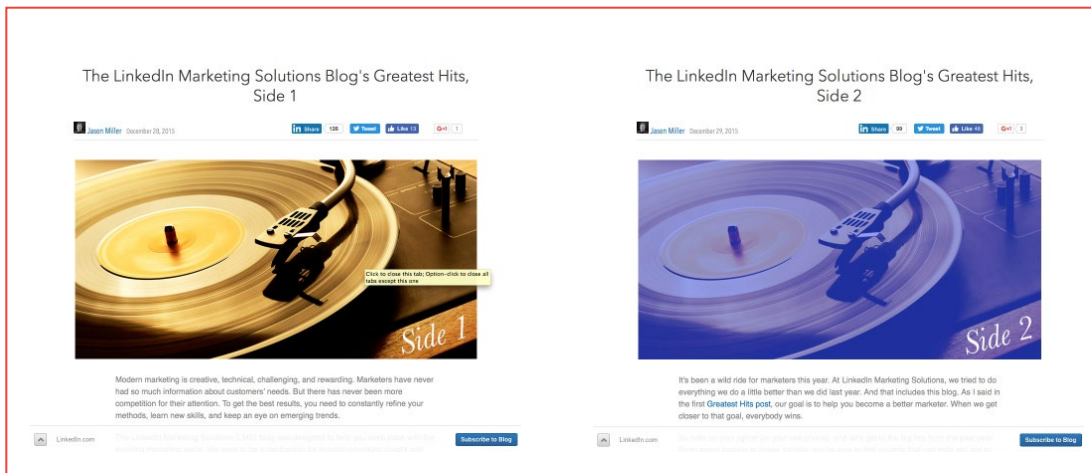 The LinkedIn Marketing Solutions Blog's Greatest Hits,
Side 1
Jason Miller December 28, 2015
in Share 120 Tweet Like 13 G+1 1
Click to close this tab; Option-click to close all
tabs except this one
Side 1
Modern marketing is creative, technical, challenging, and rewarding. Marketers have never
had so much information about customers' needs. But there has never been more
competition for their attention. To get the best results, you need to constantly refine your
methods, learn new skills, and keep an eye on emerging trends.
LinkedIn.com Subscribe to Blog
The LinkedIn Marketing Solutions Blog's Greatest Hits,
Side 2
Jason Miller December 29, 2015
in Share 99 Tweet Like 45 G+1
Side 2
It's been a wild ride for marketers this year. At LinkedIn Marketing Solutions, we tried to do
everything we do a little better than we did last year. And that includes this blog. As I said in
the first Greatest Hits post, our goal is to help you become a better marketer. When we get
closer to that goal, everybody wins.
LinkedIn.com Subscribe to Blog